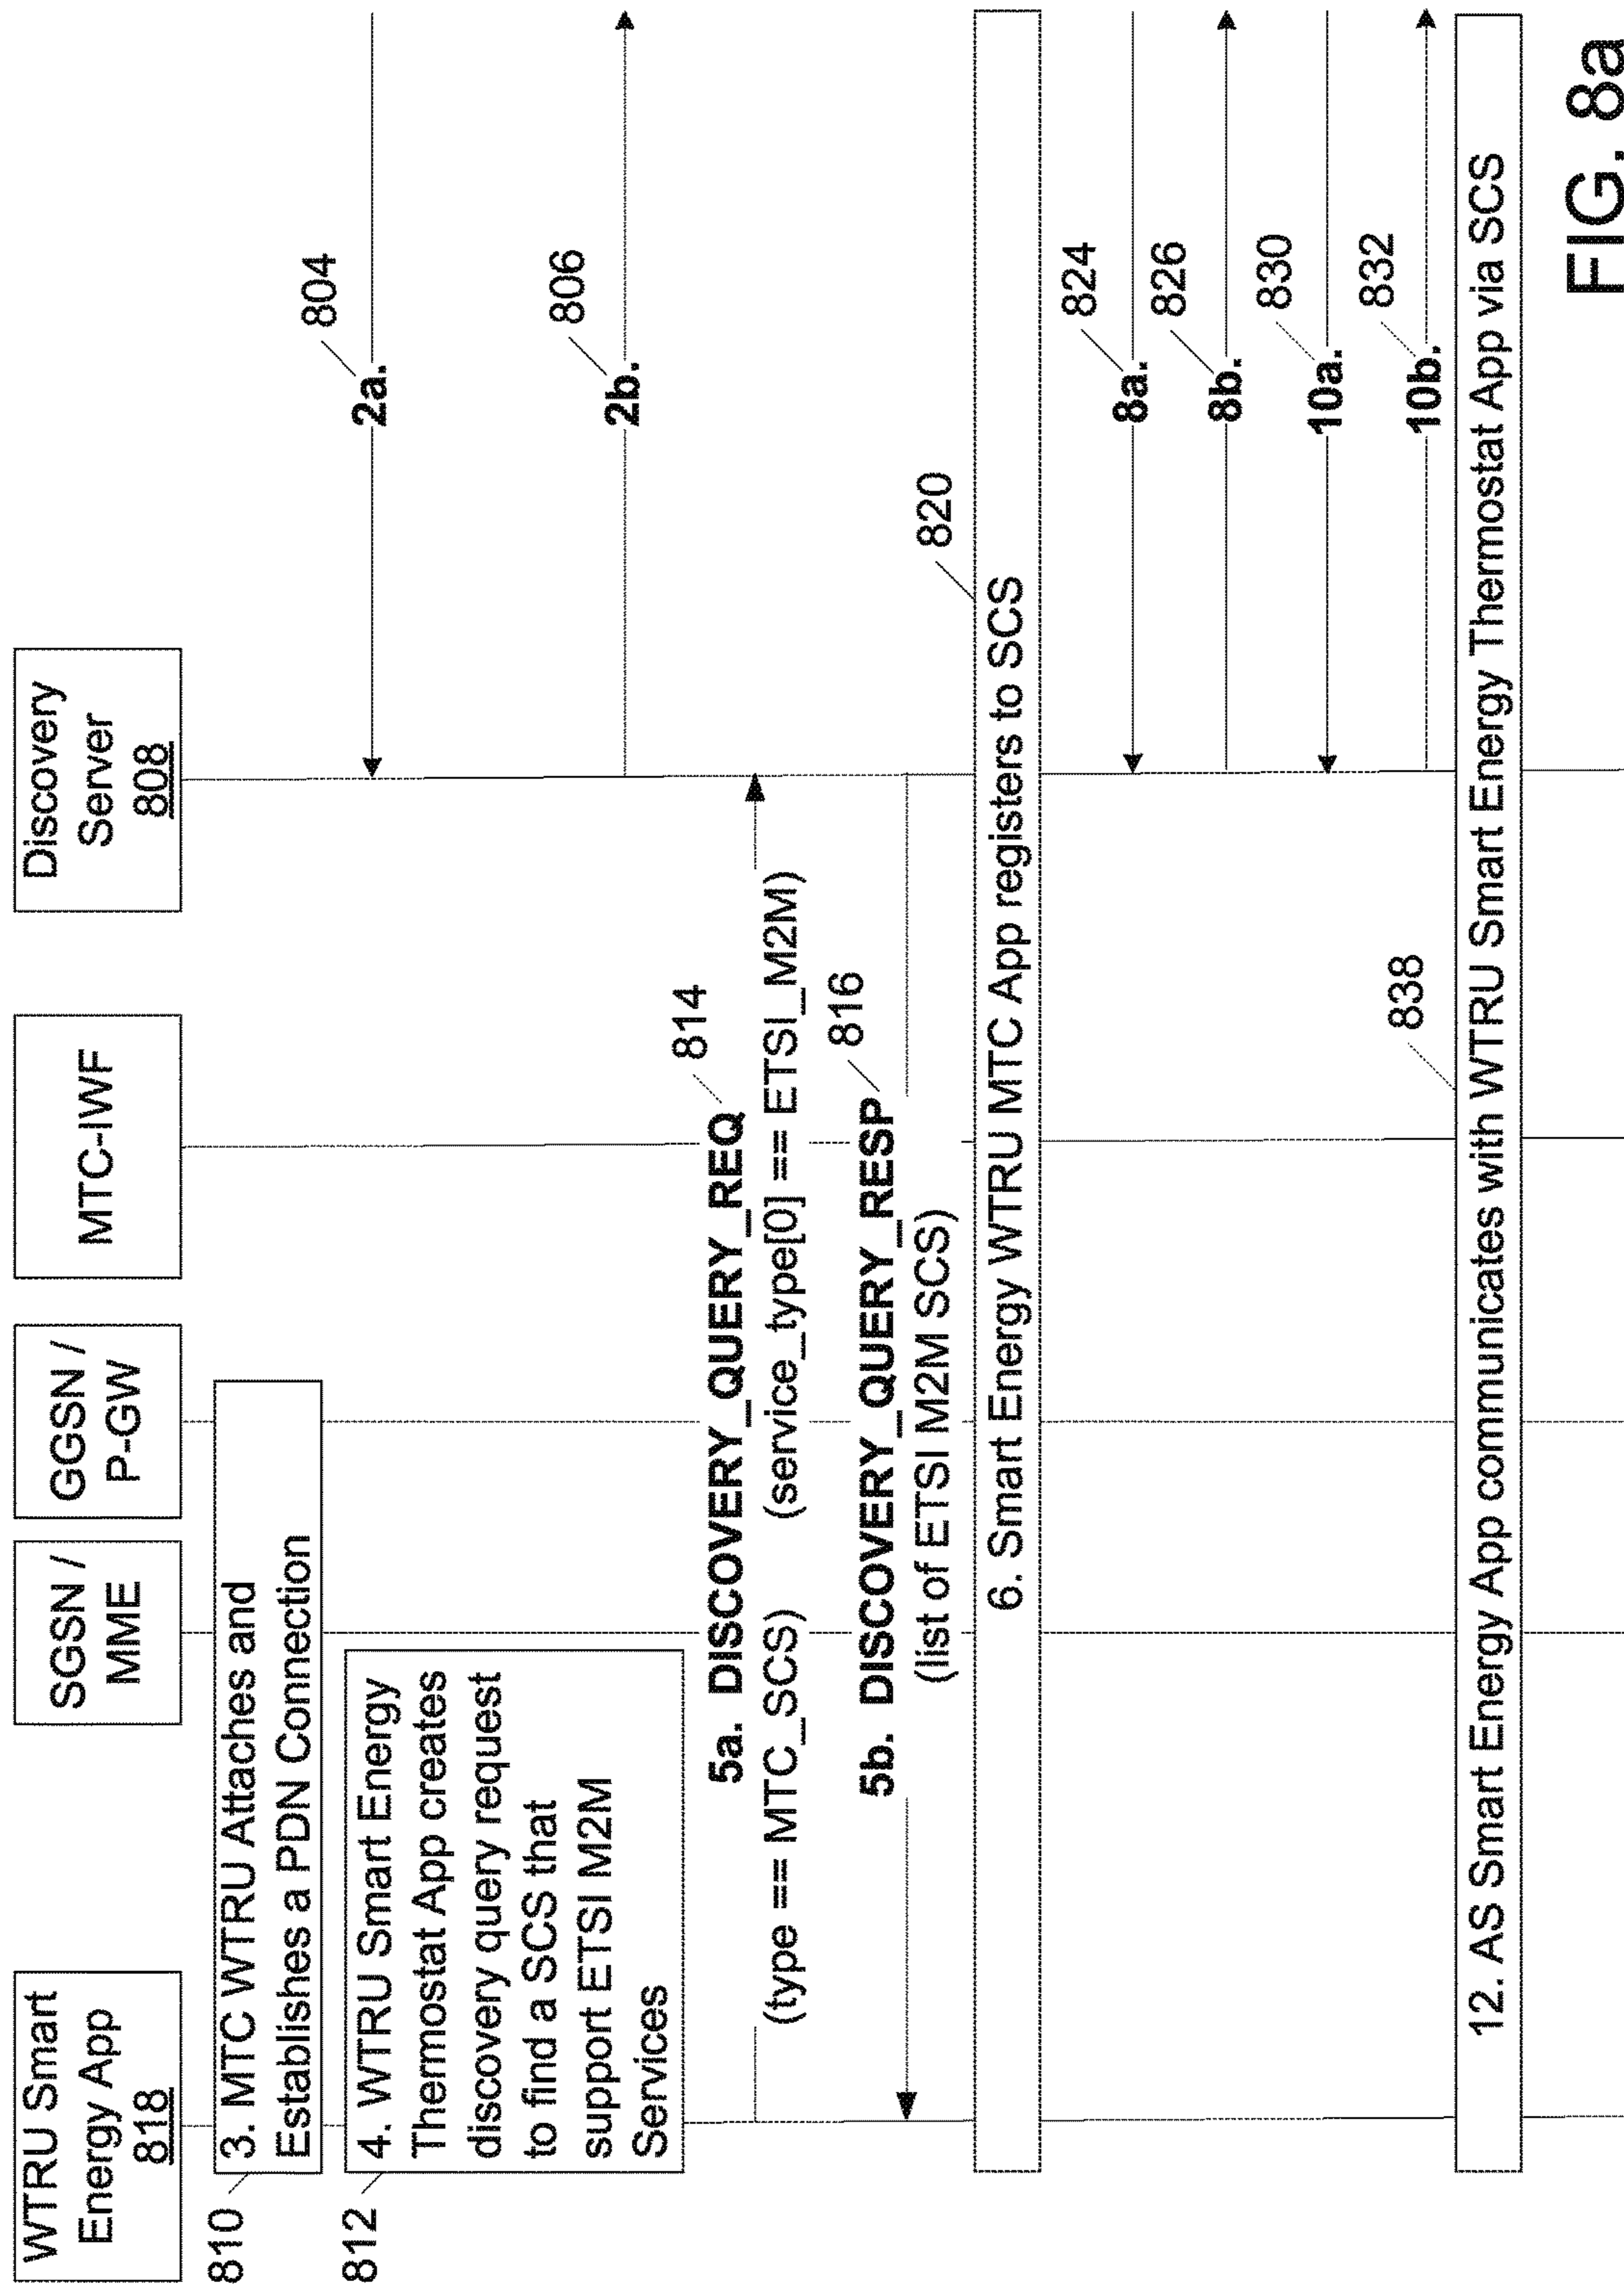 WTRU Smart
Energy App
818
SGSN /
MME
GGSN /
P-GW
MTC-IWF
Discovery
Server
808
810
3. MTC WTRU Attaches and
Establishes a PDN Connection
804
2a.
812
4. WTRU Smart Energy
Thermostat App creates
discovery query request
to find a SCS that
support ETSI M2M
Services
806
2b.
5a. DISCOVERY_QUERY_REQ
814
(type == MTC_SCS) (service_type[0] == ETSI_M2M)
5b. DISCOVERY_QUERY_RESP
816
(list of ETSI M2M SCS)
820
6. Smart Energy WTRU MTC App registers to SCS
824
8a.
826
8b.
830
10a.
832
10b.
838
12. AS Smart Energy App communicates with WTRU Smart Energy Thermostat App via SCS
FIG. 8a